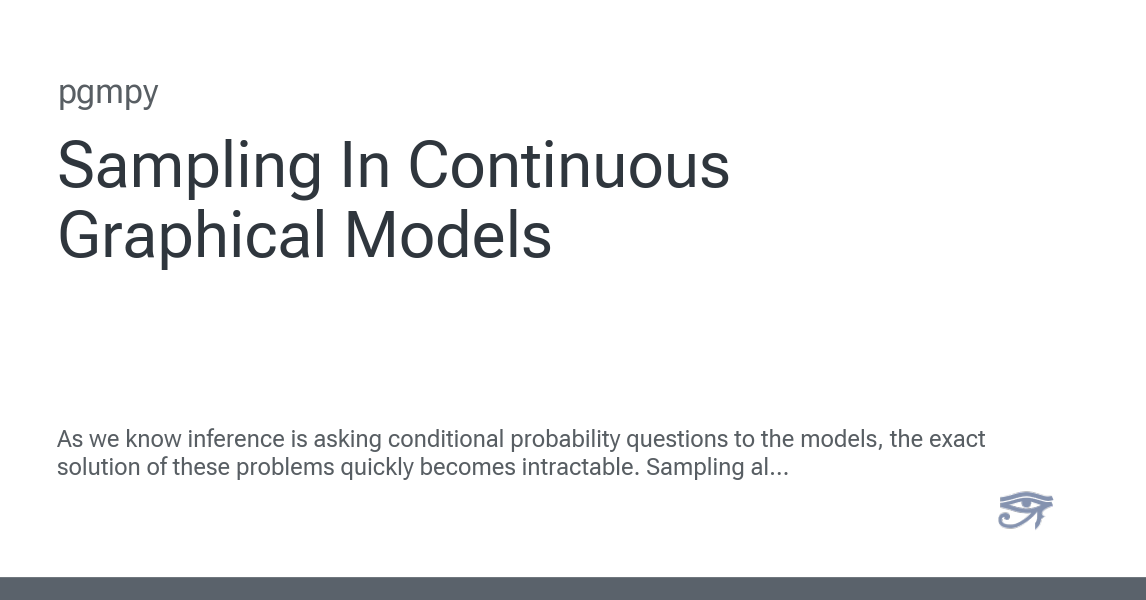 pgmpy
Sampling In Continuous
Graphical Models
As we know inference is asking conditional probability questions to the models, the exact
solution of these problems quickly becomes intractable. Sampling al...